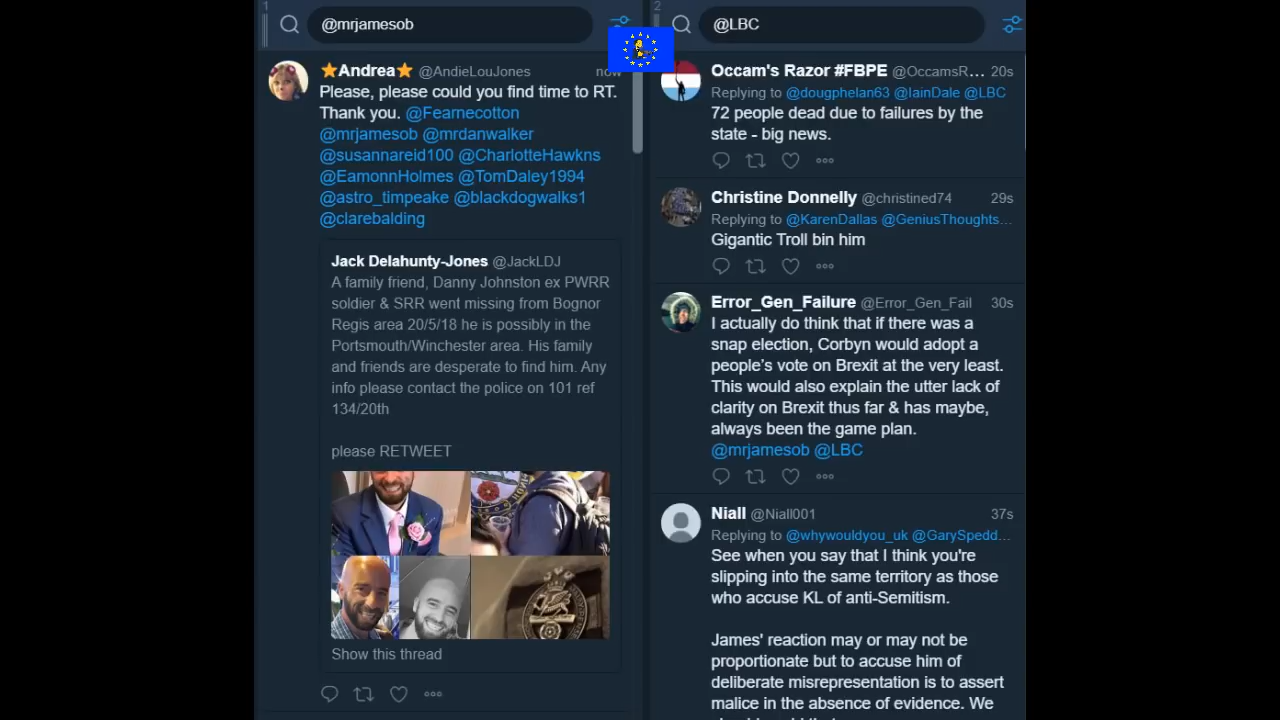 1
@mrjamesob
⭐Andrea⭐ @AndieLouJones now
Please, please could you find time to RT.
Thank you. @Fearnecotton
@mrjamesob @mrdanwalker
@susannareid100 @CharlotteHawkns
@EamonnHolmes @TomDaley1994
@astro_timpeake @blackdogwalks1
@clarebalding
Jack Delahunty-Jones @JackLDJ
A family friend, Danny Johnston ex PWRR
soldier & SRR went missing from Bognor
Regis area 20/5/18 he is possibly in the
Portsmouth/Winchester area. His family
and friends are desperate to find him. Any
info please contact the police on 101 ref
134/20th
please RETWEET
Show this thread
2
@LBC
Occam's Razor #FBPE @OccamsR… 20s
Replying to @dougphelan63 @IainDale @LBC
72 people dead due to failures by the
state - big news.
Christine Donnelly @christined74 29s
Replying to @KarenDallas @GeniusThoughts…
Gigantic Troll bin him
Error_Gen_Failure @Error_Gen_Fail 30s
I actually do think that if there was a
snap election, Corbyn would adopt a
people’s vote on Brexit at the very least.
This would also explain the utter lack of
clarity on Brexit thus far & has maybe,
always been the game plan.
@mrjamesob @LBC
Niall @Niall001 37s
Replying to @whywouldyou_uk @GarySpedd…
See when you say that I think you're
slipping into the same territory as those
who accuse KL of anti-Semitism.
James' reaction may or may not be
proportionate but to accuse him of
deliberate misrepresentation is to assert
malice in the absence of evidence. We